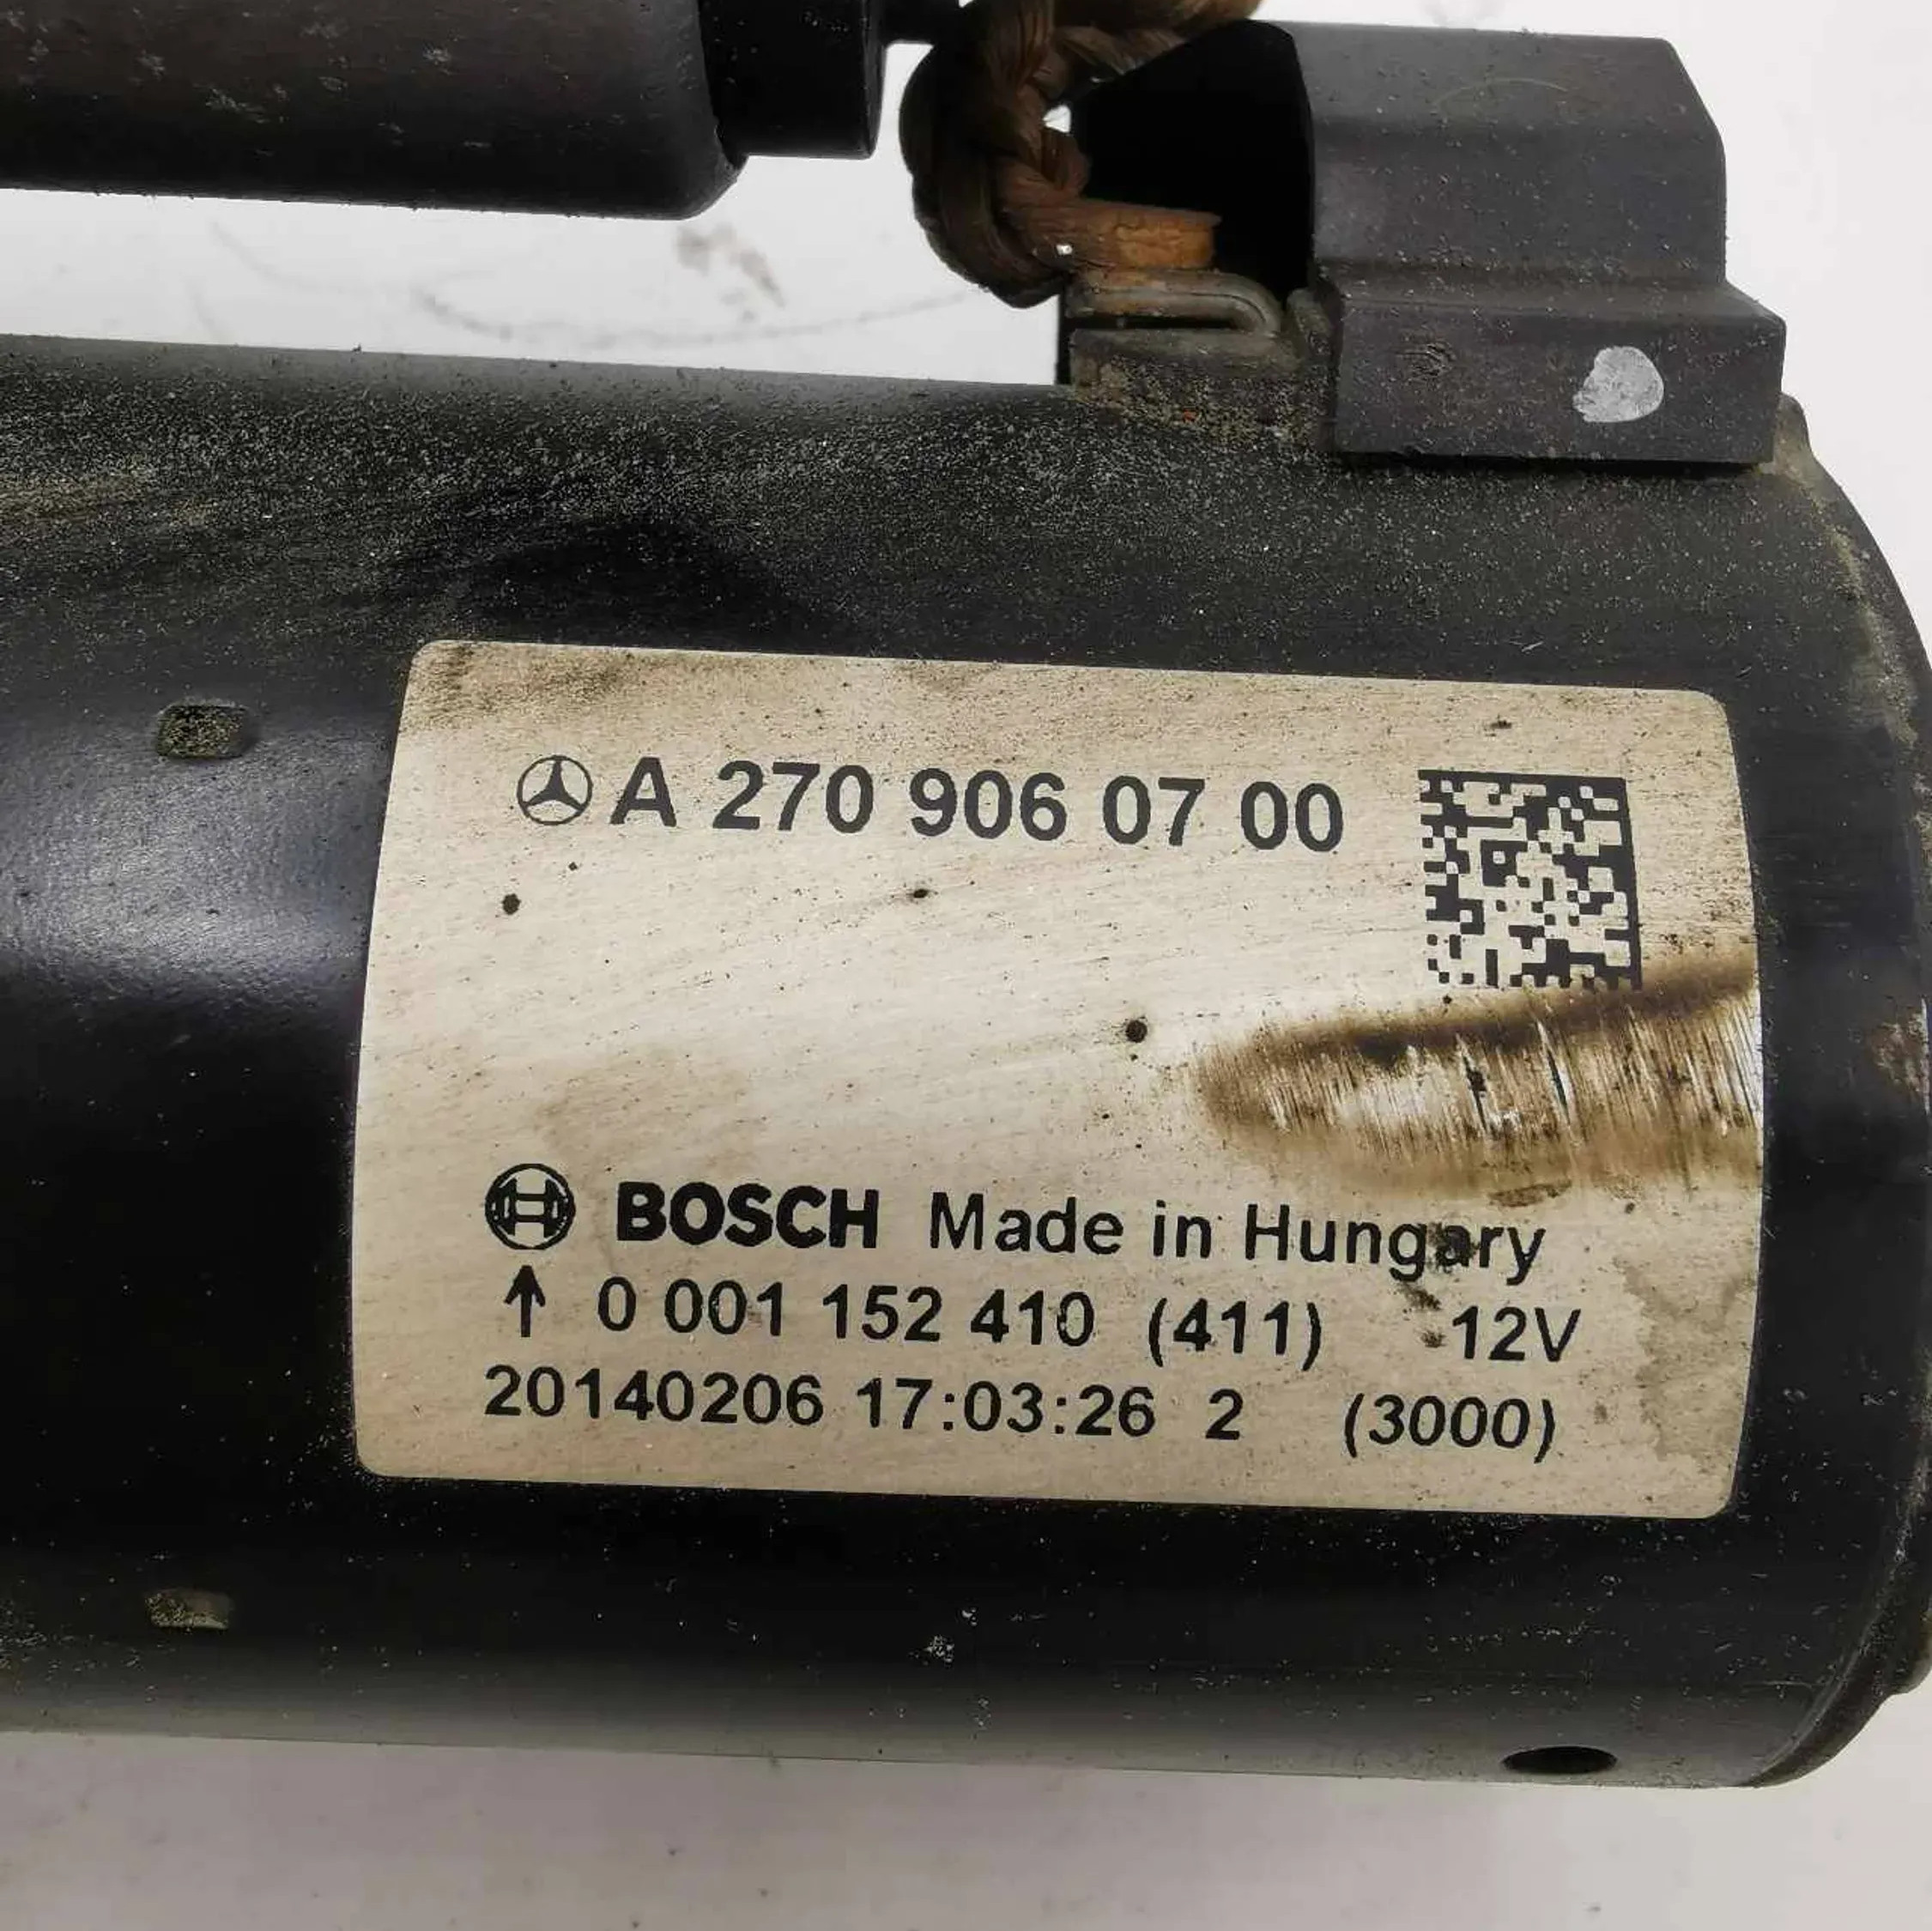 A 270 906 07 00
BOSCH Made in Hungary
↑ 0 001 152 410 (411) 12V
20140206 17:03:26 2 (3000)